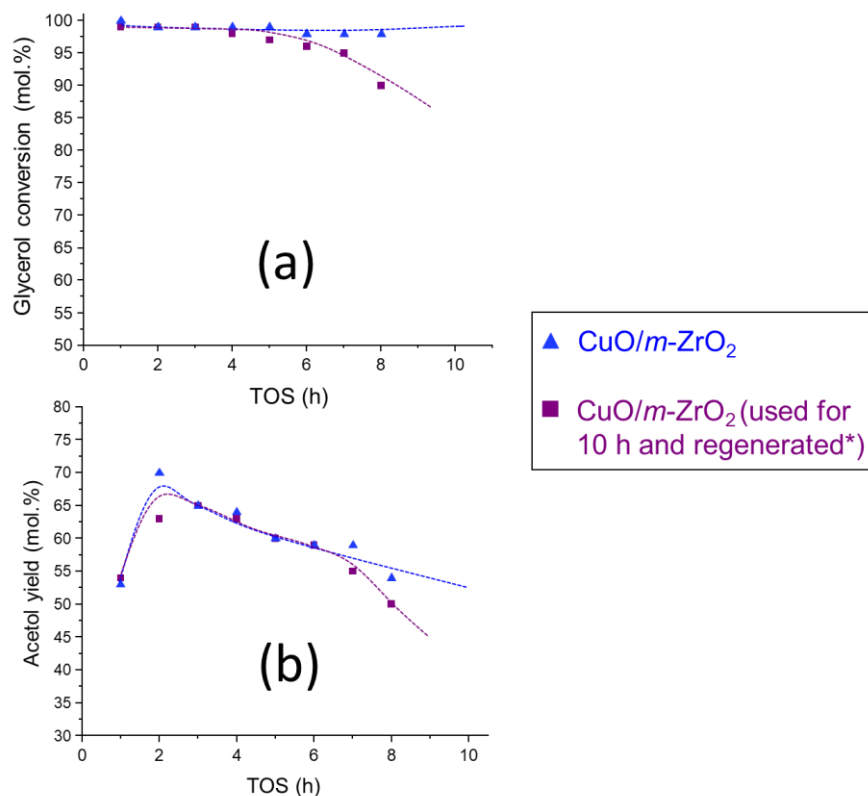 100
95
90
85
80
75
70
65
60
55
50
Glycerol conversion (mol.%)
(a)
0 2 4 6 8 10
TOS (h)
80
75
70
65
60
55
50
45
40
35
30
Acetol yield (mol.%)
(b)
0 2 4 6 8 10
TOS (h)
CuO/m-ZrO₂
CuO/m-ZrO₂ (used for
10 h and regenerated*)